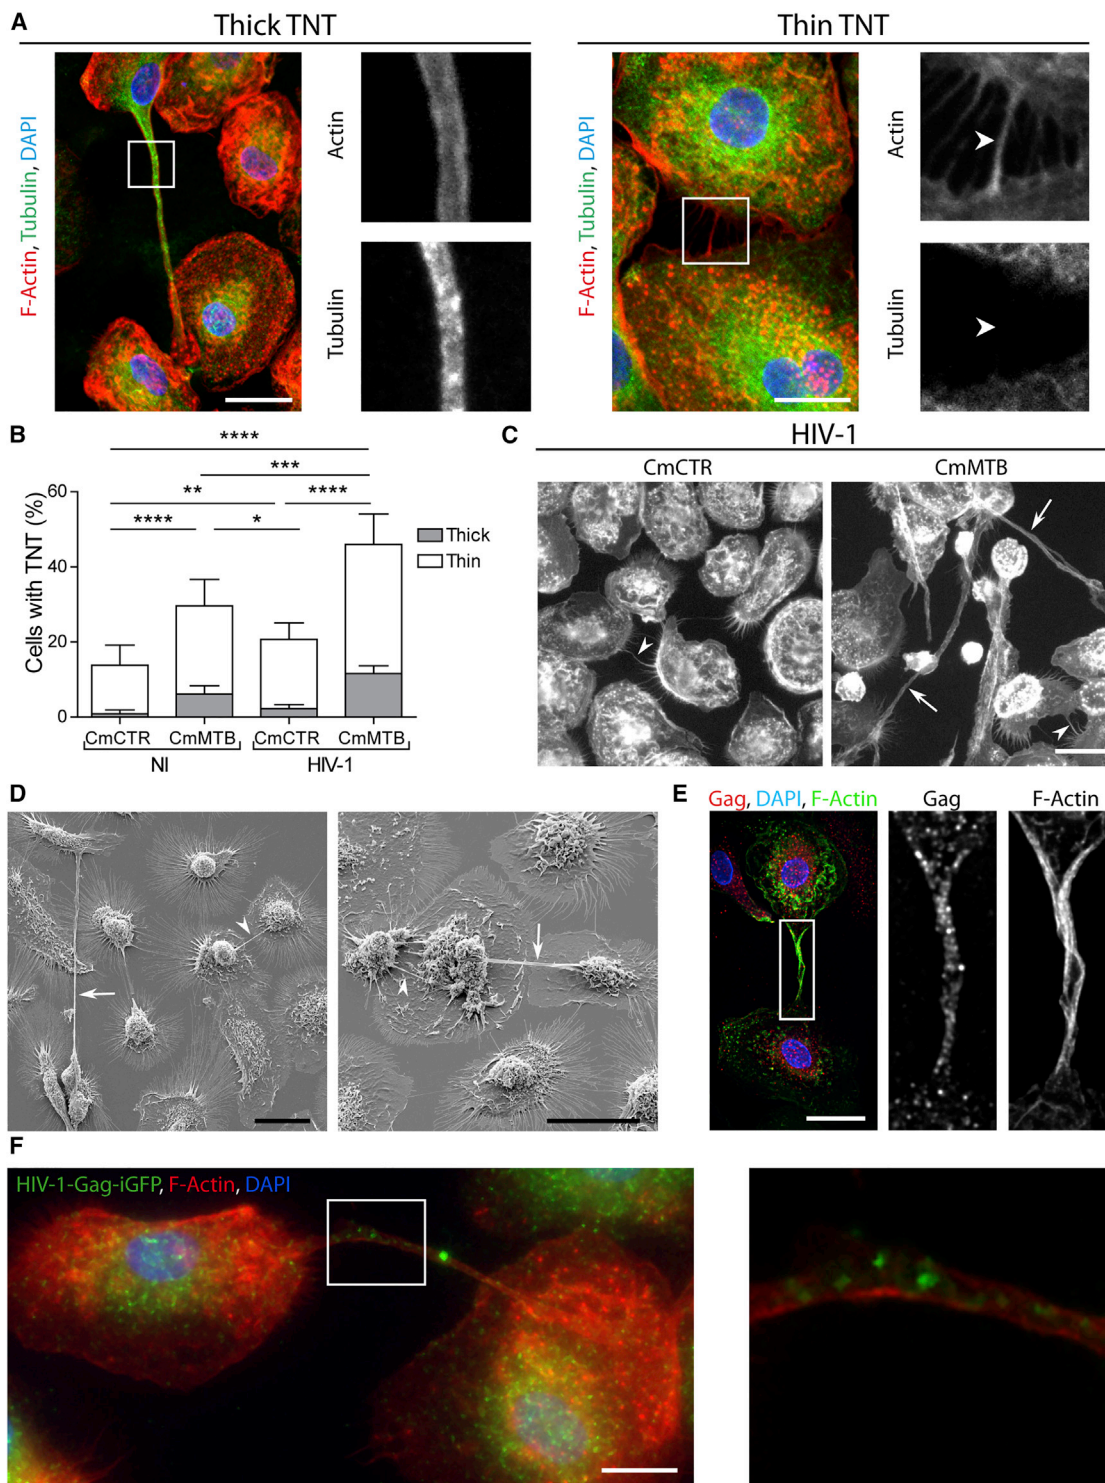 A
Thick TNT
Thin TNT
F-Actin, Tubulin, DAPI
Actin
Tubulin
F-Actin, Tubulin, DAPI
Actin
Tubulin
B
****
***
** ****
**** *
Cells with TNT (%)
60
40
20
0
Thick
Thin
CmCTR CmMTB CmCTR CmMTB
NI HIV-1
C
HIV-1
CmCTR CmMTB
D
E
Gag, DAPI, F-Actin Gag F-Actin
F
HIV-1-Gag-iGFP, F-Actin, DAPI